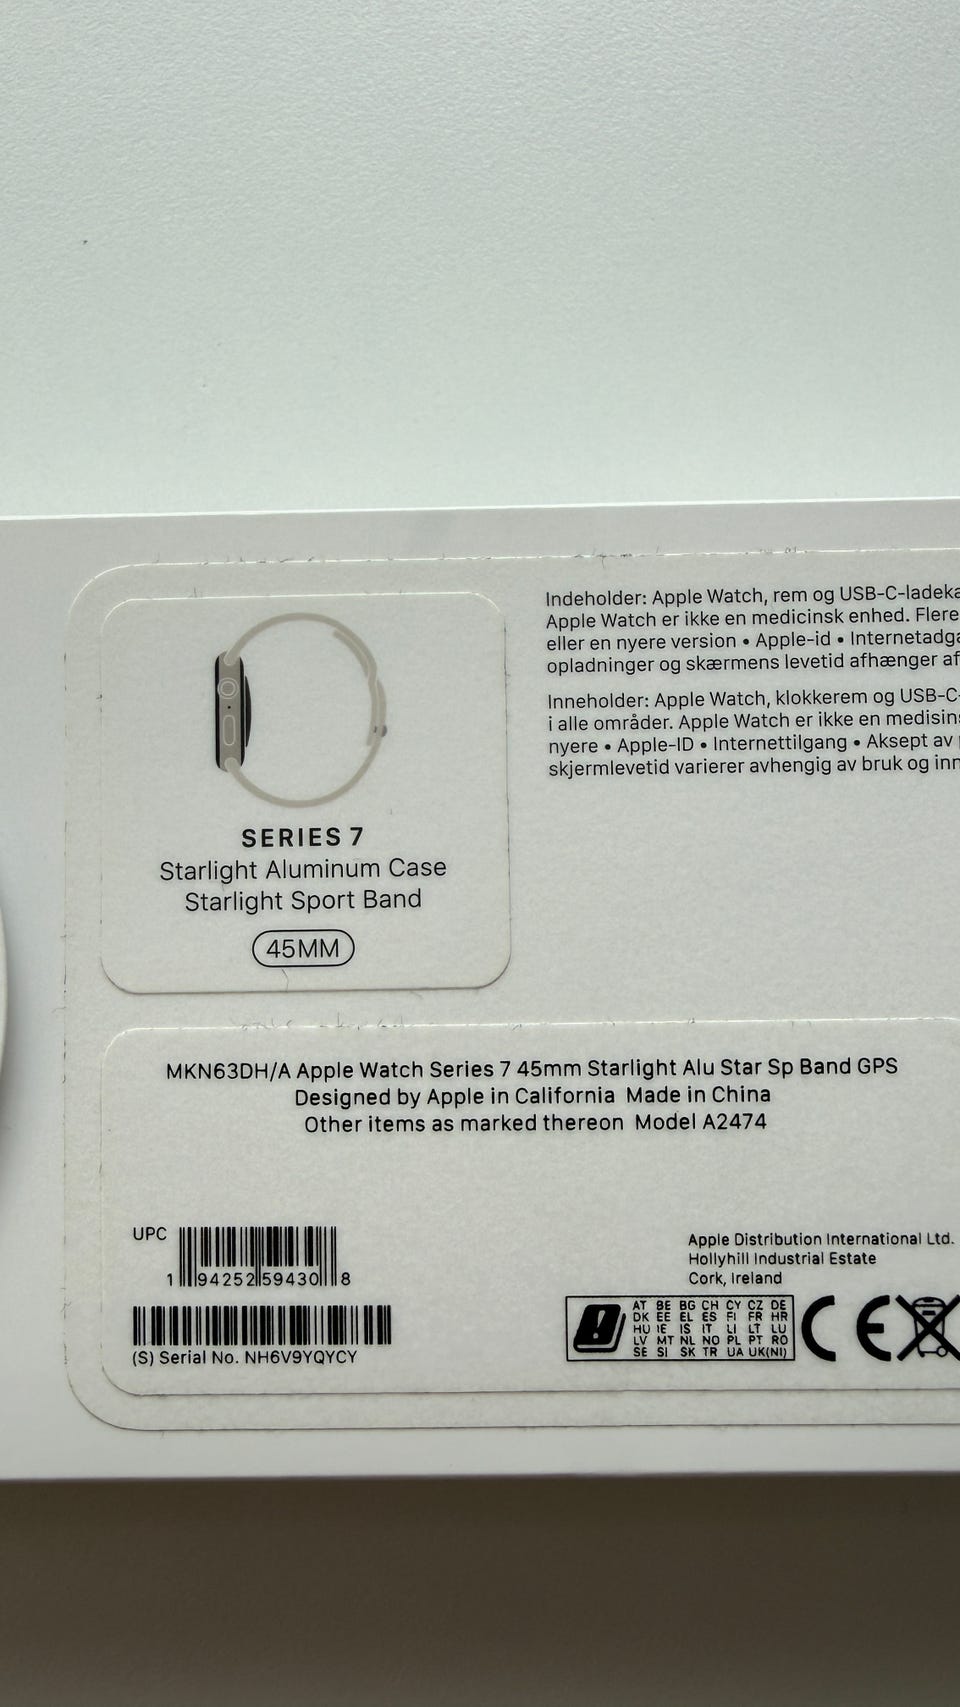 Indeholder: Apple Watch, rem og USB-C-ladeka
Apple Watch er ikke en medicinsk enhed. Flere
eller en nyere version • Apple-id • Internetadga
opladninger og skærmens levetid afhænger af
Inneholder: Apple Watch, klokkerem og USB-C-
i alle områder. Apple Watch er ikke en medisin
nyere • Apple-ID • Internettilgang • Aksept av
skjermlevetid varierer avhengig av bruk og inn
SERIES 7
Starlight Aluminum Case
Starlight Sport Band
45MM
MKN63DH/A Apple Watch Series 7 45mm Starlight Alu Star Sp Band GPS
Designed by Apple in California Made in China
Other items as marked thereon Model A2474
UPC
1 94252 59430 8
(S) Serial No. NH6V9YQYCY
Apple Distribution International Ltd.
Hollyhill Industrial Estate
Cork, Ireland
AT BE BG CH CY CZ DE
DK EE EL ES FI FR HR
HU IE IS IT LI LT LU
LV MT NL NO PL PT RO
SE SI SK TR UA UK(NI)
CE